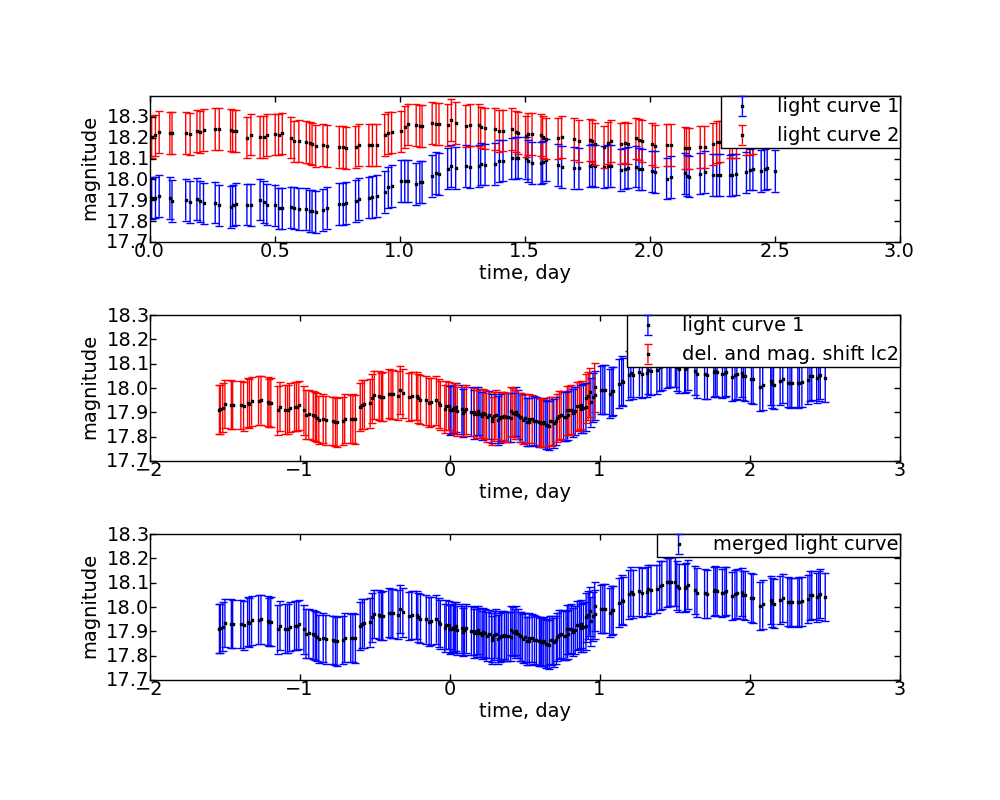 light curve 1
light curve 2
magnitude
18.3
18.2
18.1
18.0
17.9
17.8
17.7
0.0 0.5 1.0 1.5 2.0 2.5 3.0
time, day
light curve 1
del. and mag. shift lc2
magnitude
18.3
18.2
18.1
18.0
17.9
17.8
17.7
−2 −1 0 1 2 3
time, day
merged light curve
magnitude
18.3
18.2
18.1
18.0
17.9
17.8
17.7
−2 −1 0 1 2 3
time, day